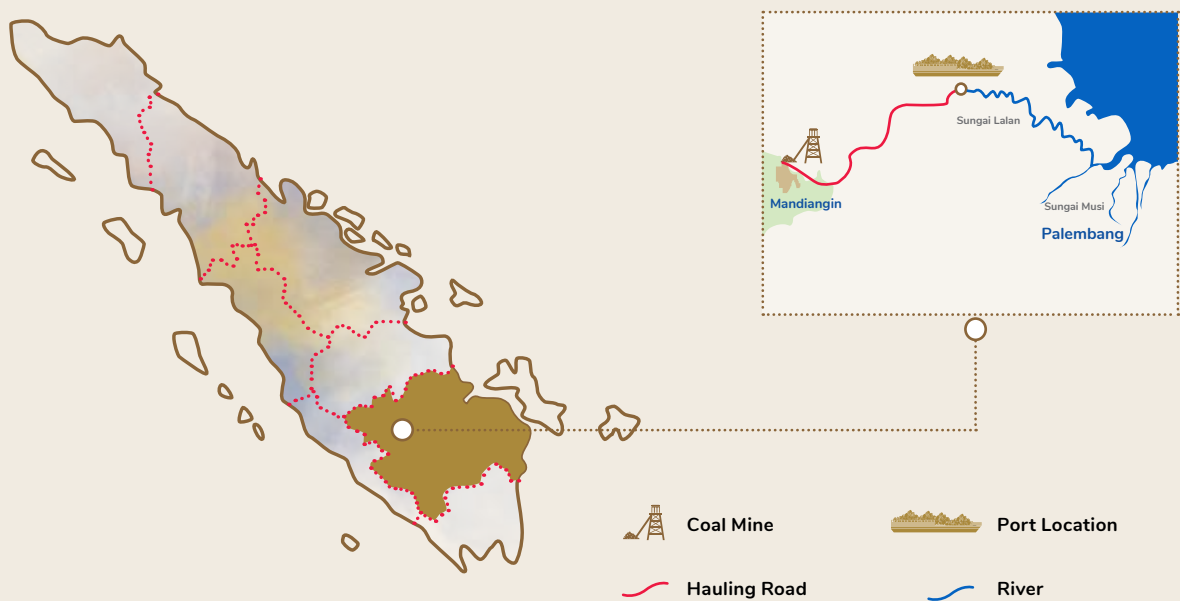 Sungai Lalan
Mandiangin
Sungai Musi
Palembang
Coal Mine
Port Location
Hauling Road
River